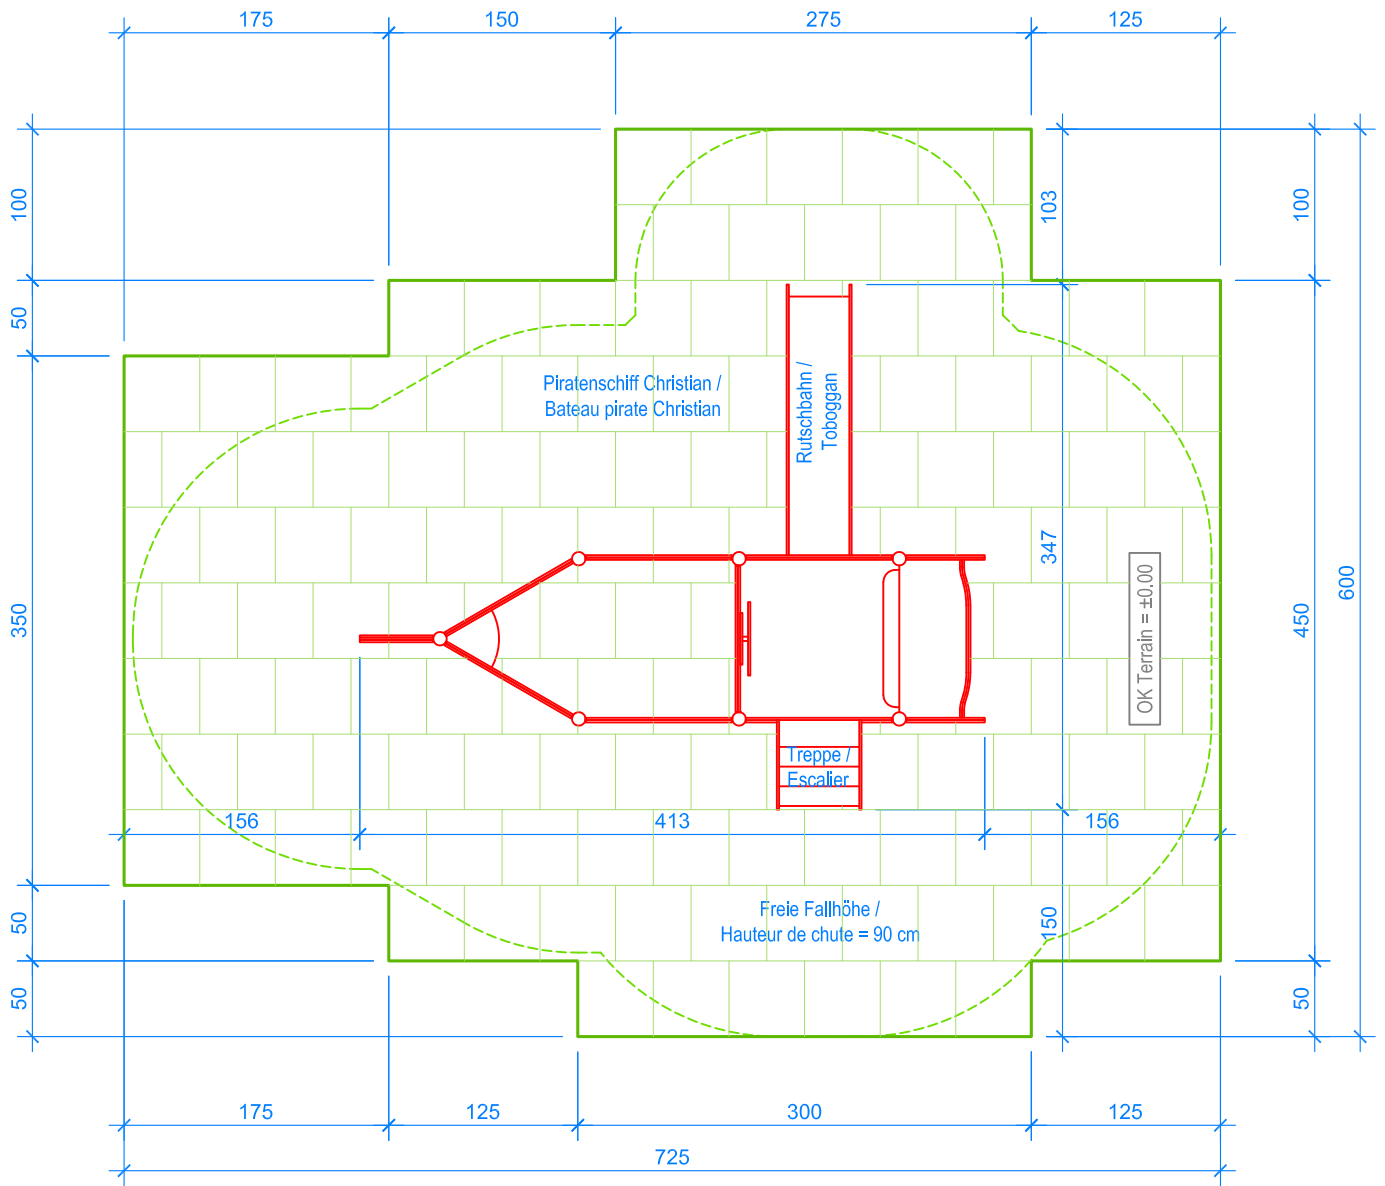 175
150
275
125
100
50
350
50
50
103
347
150
100
450
50
600
Piratenschiff Christian /
Bateau pirate Christian
Rutschbahn /
Toboggan
OK Terrain = ±0.00
Treppe /
Escalier
156
413
156
Freie Fallhöhe /
Hauteur de chute = 90 cm
175
125
300
125
725